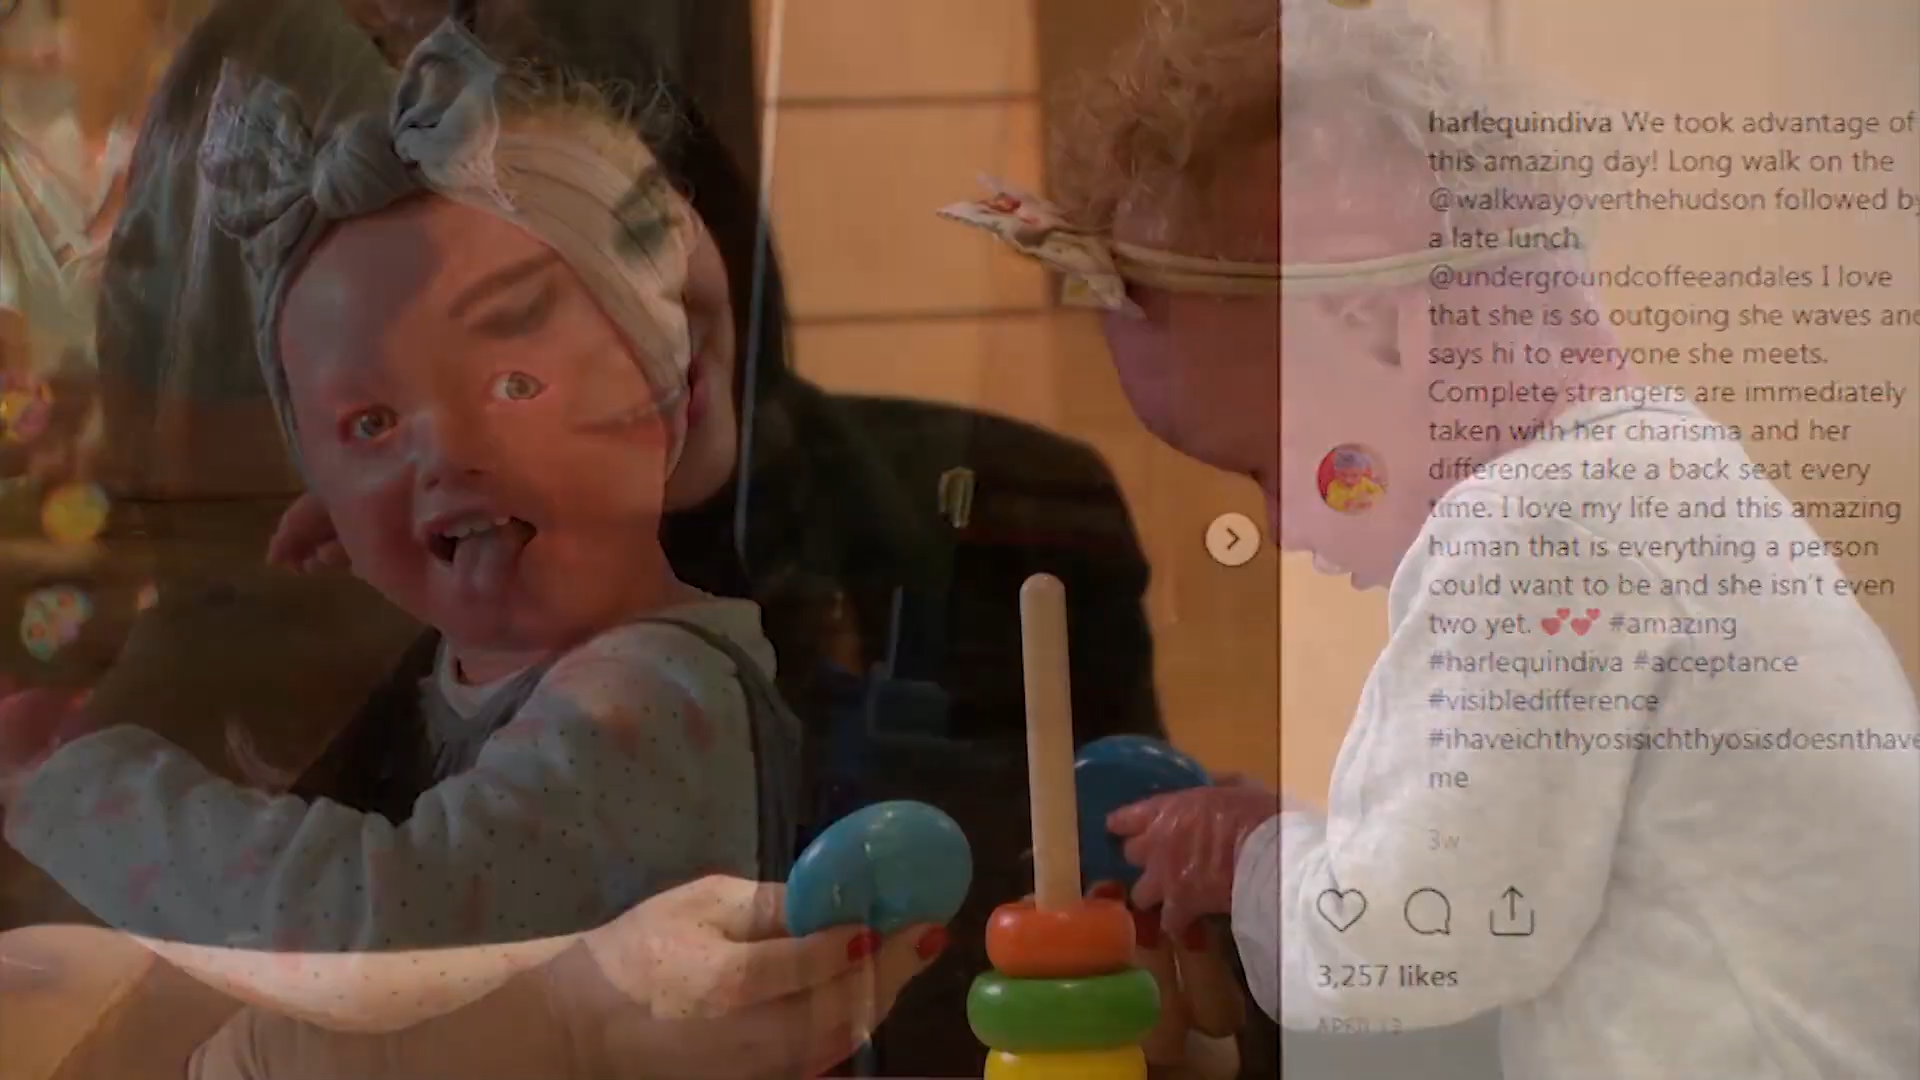 harlequindiva We took advantage of
this amazing day! Long walk on the
@walkwayoverthehudson followed by
a late lunch
@undergroundcoffeeandales I love
that she is so outgoing she waves and
says hi to everyone she meets.
Complete strangers are immediately
taken with her charisma and her
differences take a back seat every
time. I love my life and this amazing
human that is everything a person
could want to be and she isn't even
two yet. 💕💕 #amazing
#harlequindiva #acceptance
#visibledifference
#ihaveichthyosisichthyosisdoesnthave
me
3w
3,257 likes
APRIL 13